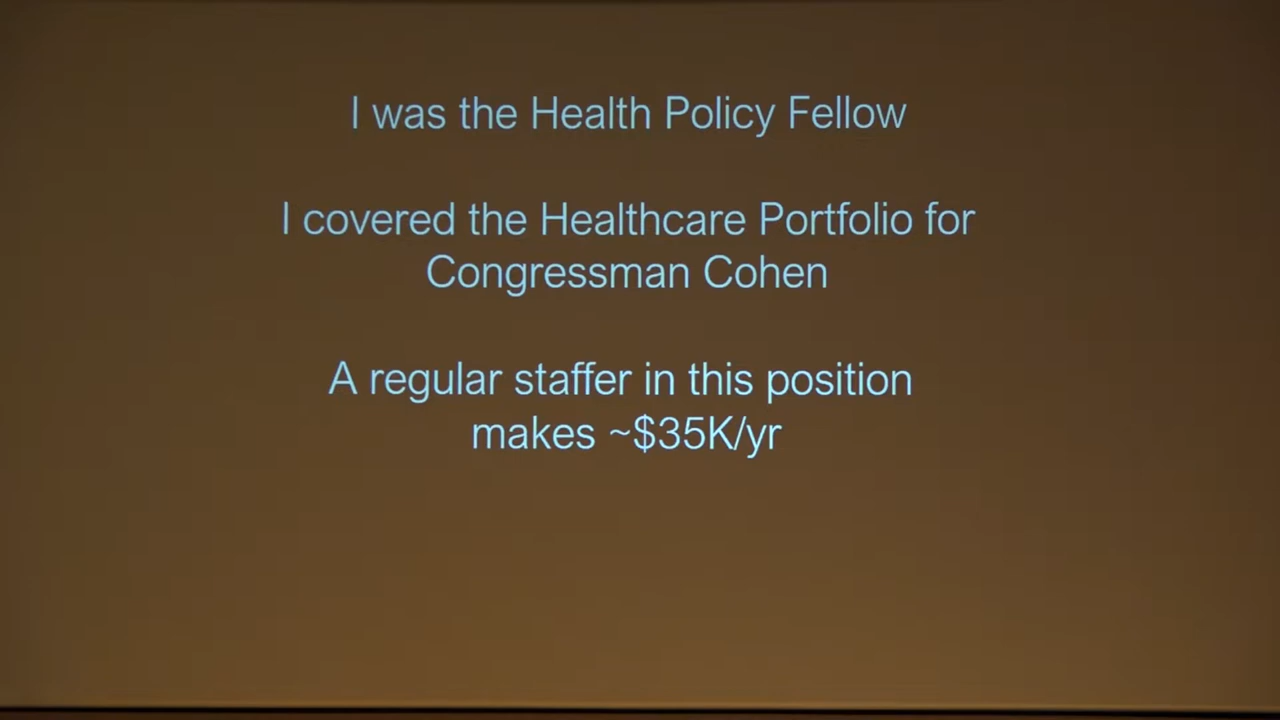 I was the Health Policy Fellow
I covered the Healthcare Portfolio for
Congressman Cohen
A regular staffer in this position
makes ~$35K/yr